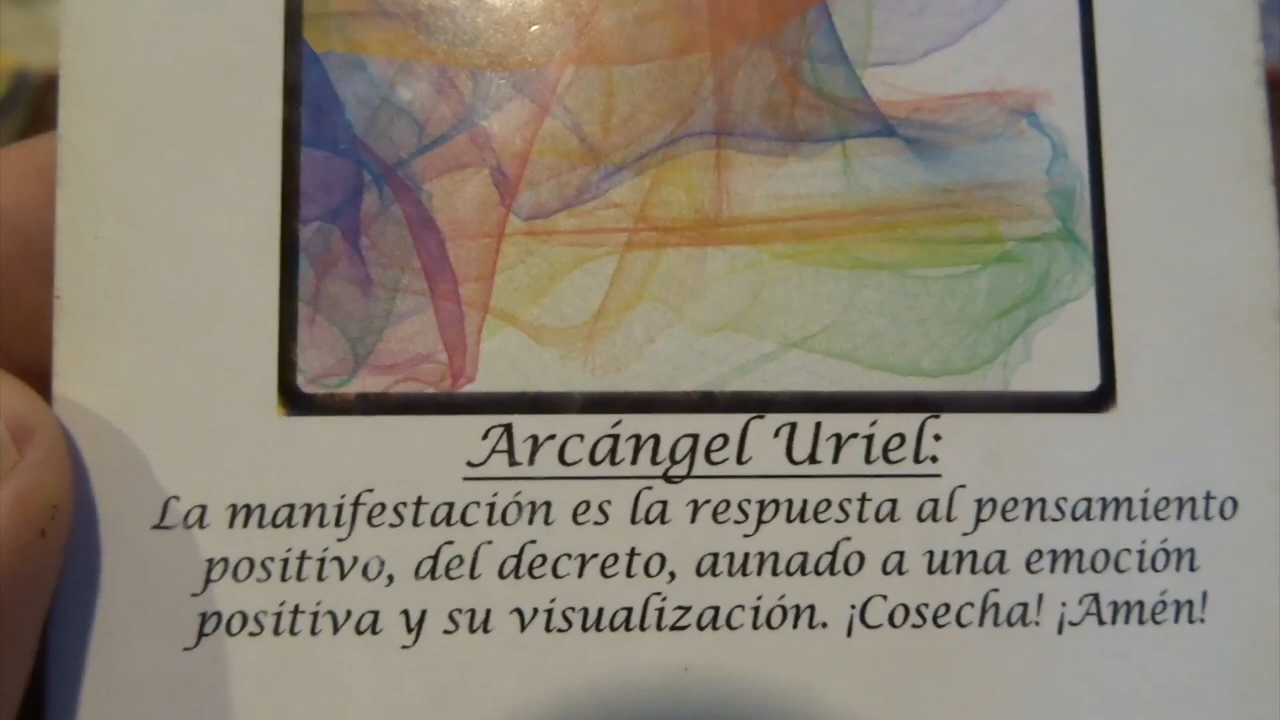 Arcángel Uriel:
La manifestación es la respuesta al pensamiento
positivo, del decreto, aunado a una emoción
positiva y su visualización. ¡Cosecha! ¡Amén!